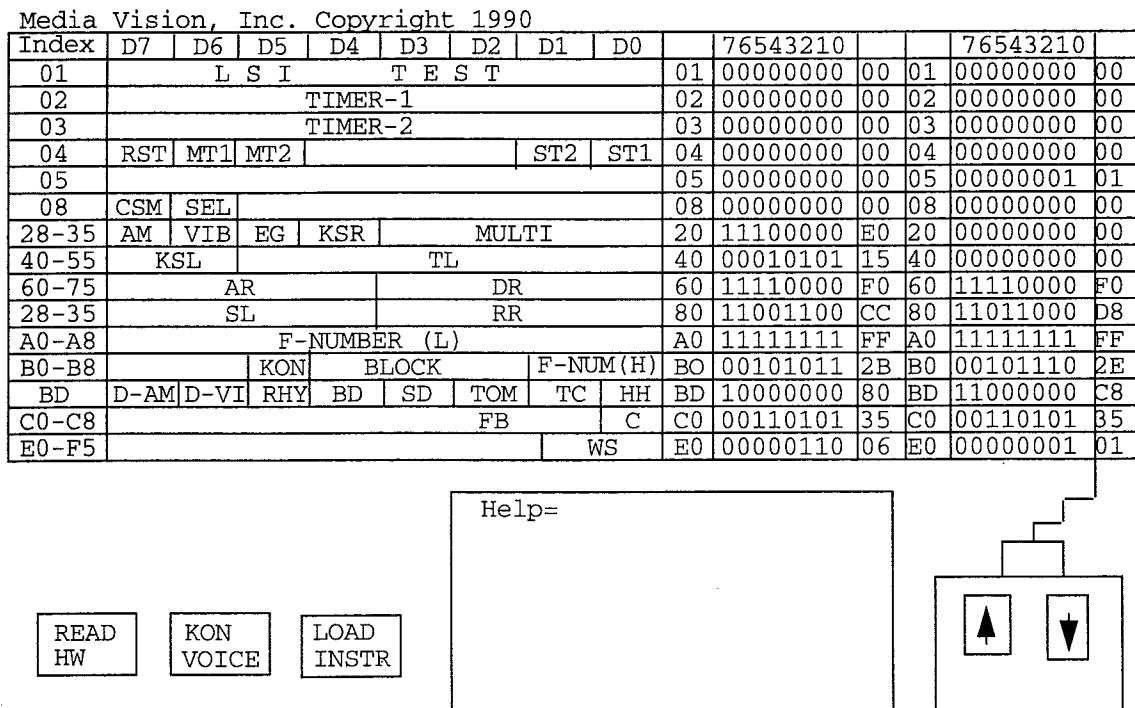 Media Vision, Inc. Copyright 1990
Index D7 D6 D5 D4 D3 D2 D1 D0 76543210 76543210
01 L S I T E S T 01 00000000 00 01 00000000 00
02 TIMER-1 02 00000000 00 02 00000000 00
03 TIMER-2 03 00000000 00 03 00000000 00
04 RST MT1 MT2 ST2 ST1 04 00000000 00 04 00000000 00
05 05 00000000 00 05 00000001 01
08 CSM SEL 08 00000000 00 08 00000000 00
28-35 AM VIB EG KSR MULTI 20 11100000 E0 20 00000000 00
40-55 KSL TL 40 00010101 15 40 00000000 00
60-75 AR DR 60 11110000 F0 60 11110000 F0
28-35 SL RR 80 11001100 CC 80 11011000 D8
A0-A8 F-NUMBER (L) A0 11111111 FF A0 11111111 FF
B0-B8 KON BLOCK F-NUM(H) BO 00101011 2B B0 00101110 2E
BD D-AM D-VI RHY BD SD TOM TC HH BD 10000000 80 BD 11000000 C8
C0-C8 FB C C0 00110101 35 C0 00110101 35
E0-F5 WS E0 00000110 06 E0 00000001 01
Help=
READ HW
KON VOICE
LOAD INSTR